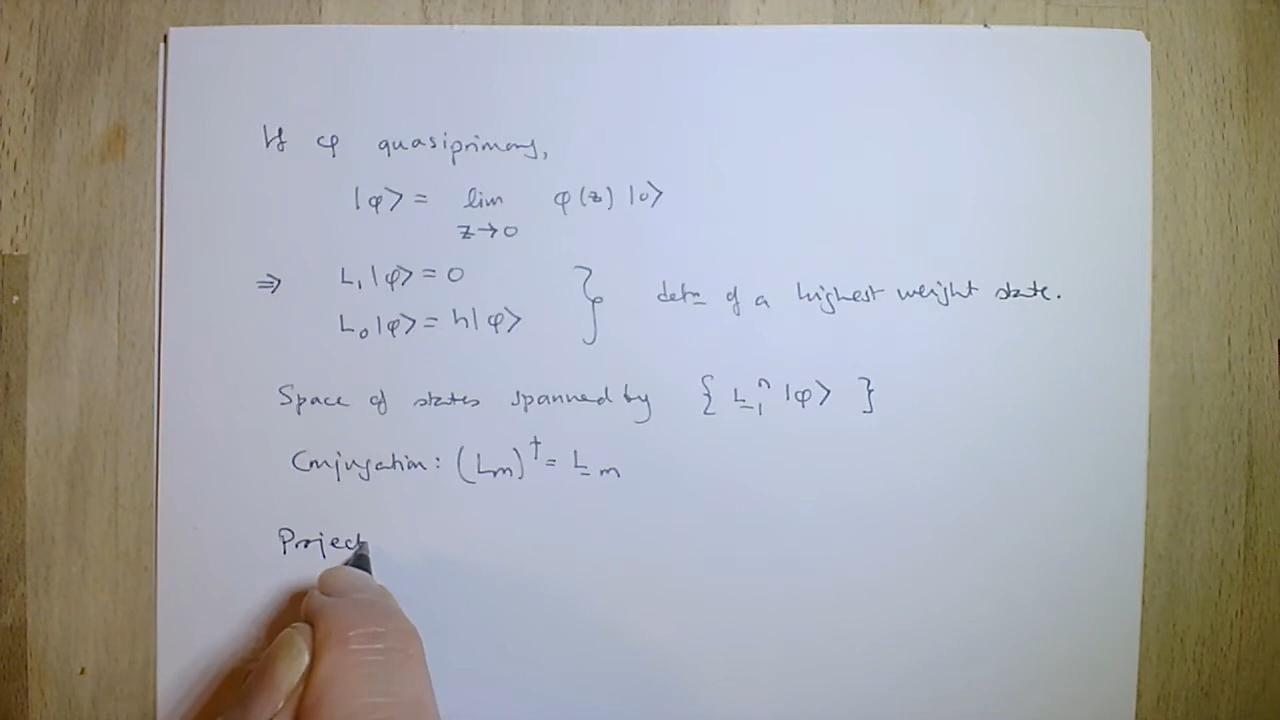 If φ quasiprimary,
|φ> = lim φ(z) |0>
z→0
⇒ L₁|φ> = 0
L₀|φ> = h|φ> } defn of a highest weight state.
Space of states spanned by { L₋₁ⁿ |φ> }
Conjugation: (Lm)† = L₋m
Project